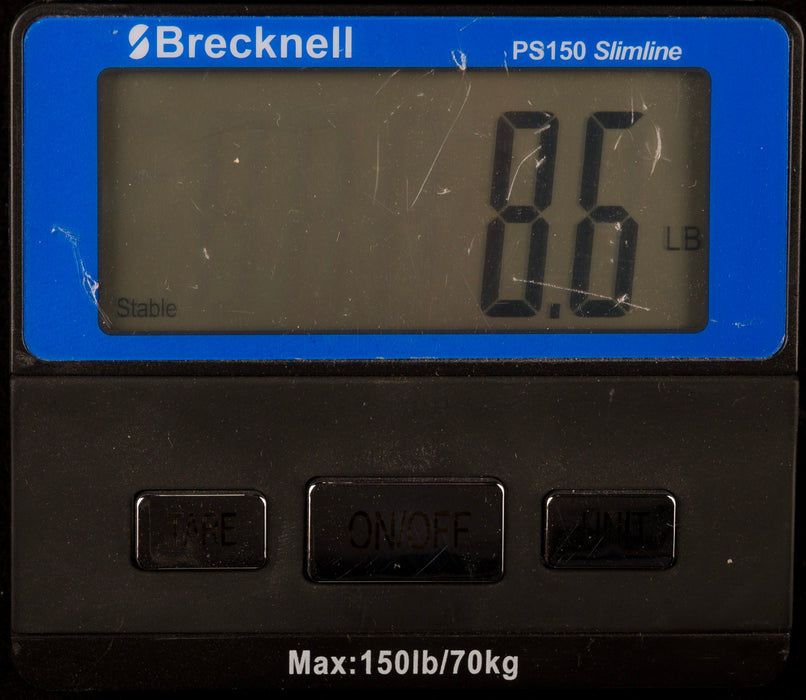 Brecknell PS150 Slimline
8.6 LB
Stable
TARE ON/OFF UNIT
Max:150lb/70kg